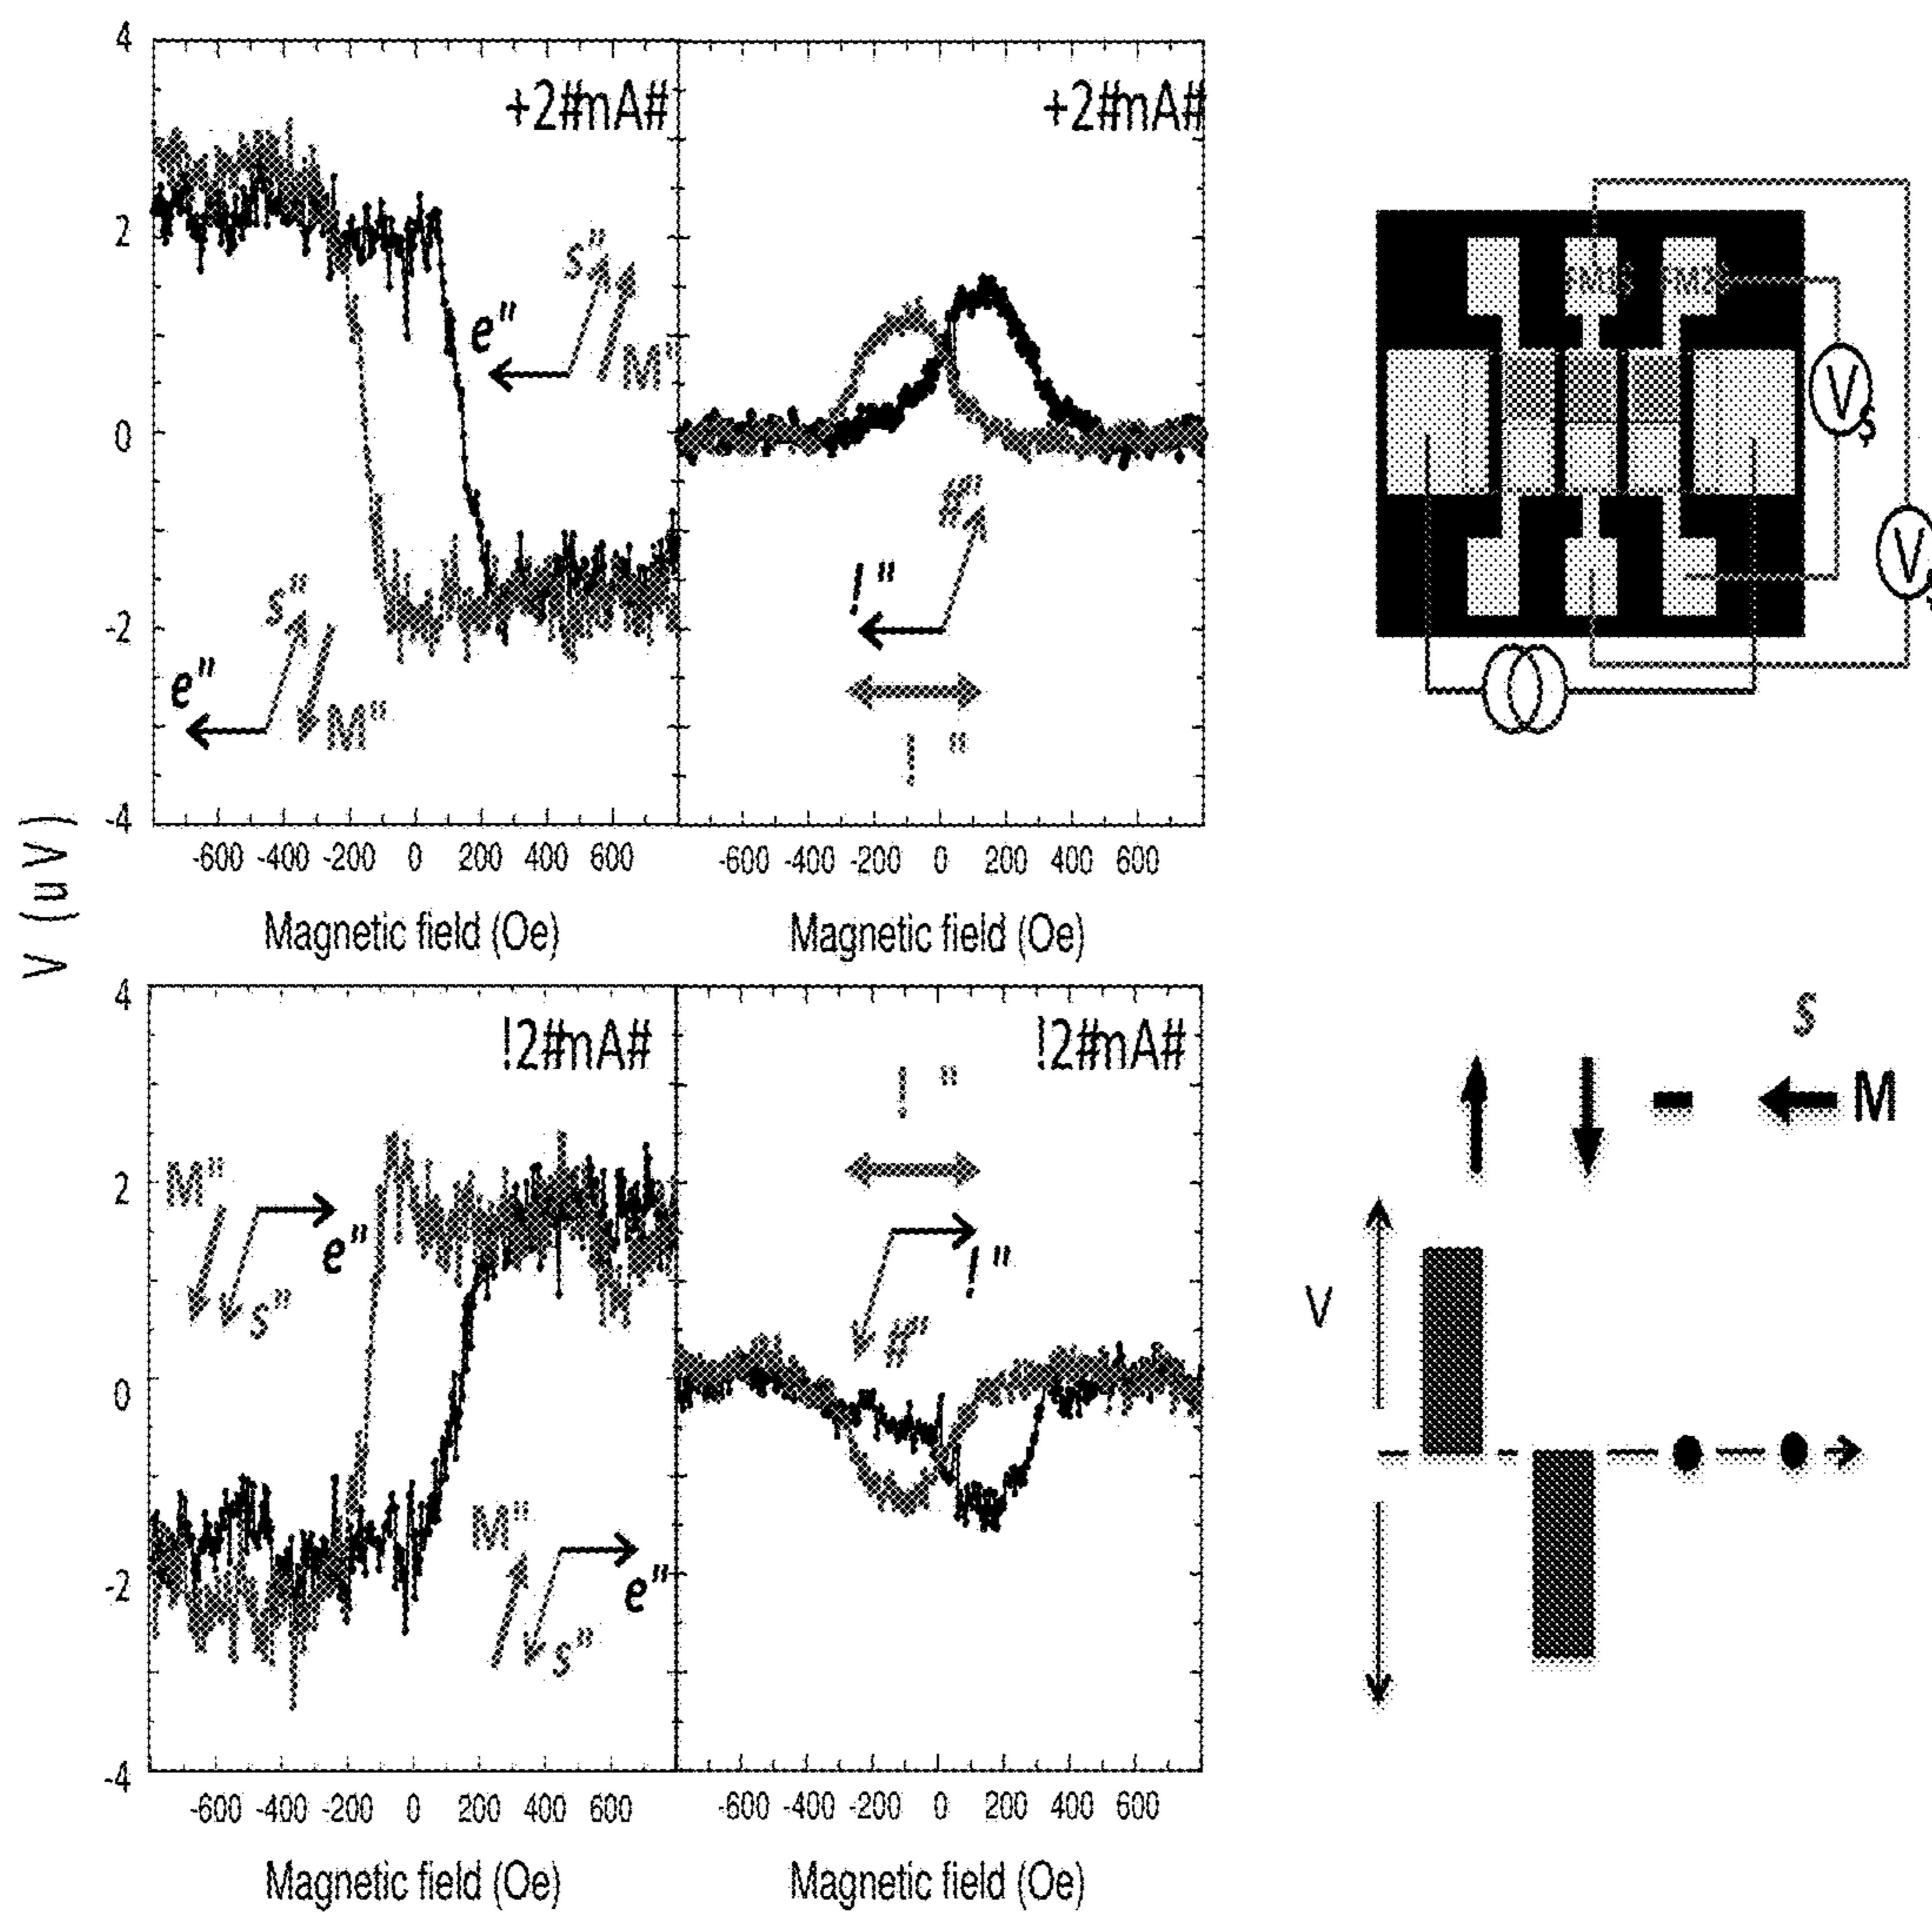 4
2
0
-2
-4
V (uV)
+2#mA#
s"
e"
M"
s"
e"
M"
-600 -400 -200 0 200 400 600
Magnetic field (Oe)
+2#mA#
#"
! "
! "
-600 -400 -200 0 200 400 600
Magnetic field (Oe)
V
V
4
2
0
-2
-4
!2#mA#
M"
e"
s"
M"
e"
s"
-600 -400 -200 0 200 400 600
Magnetic field (Oe)
!2#mA#
! "
! "
#"
-600 -400 -200 0 200 400 600
Magnetic field (Oe)
s
M
V